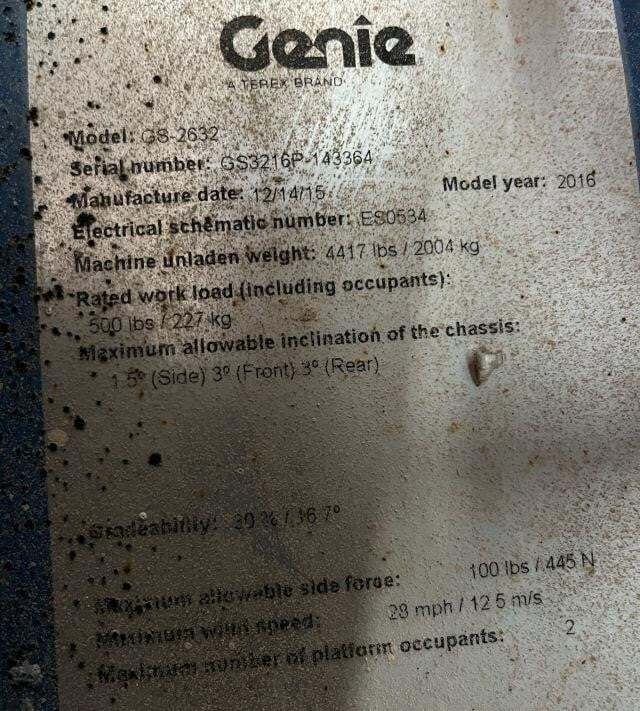 Genie
A TEREX BRAND
Model: GS-2632
Serial number: GS3216P-143364
Manufacture date: 12/14/15 Model year: 2016
Electrical schematic number: ES0534
Machine unladen weight: 4417 lbs / 2004 kg
Rated work load (including occupants):
500 lbs / 227 kg
Maximum allowable inclination of the chassis:
1.5° (Side) 3° (Front) 3° (Rear)
Gradeability: 30 % / 16.7°
Maximum allowable side force: 100 lbs / 445 N
Maximum wind speed: 28 mph / 12.5 m/s
Maximum number of platform occupants: 2